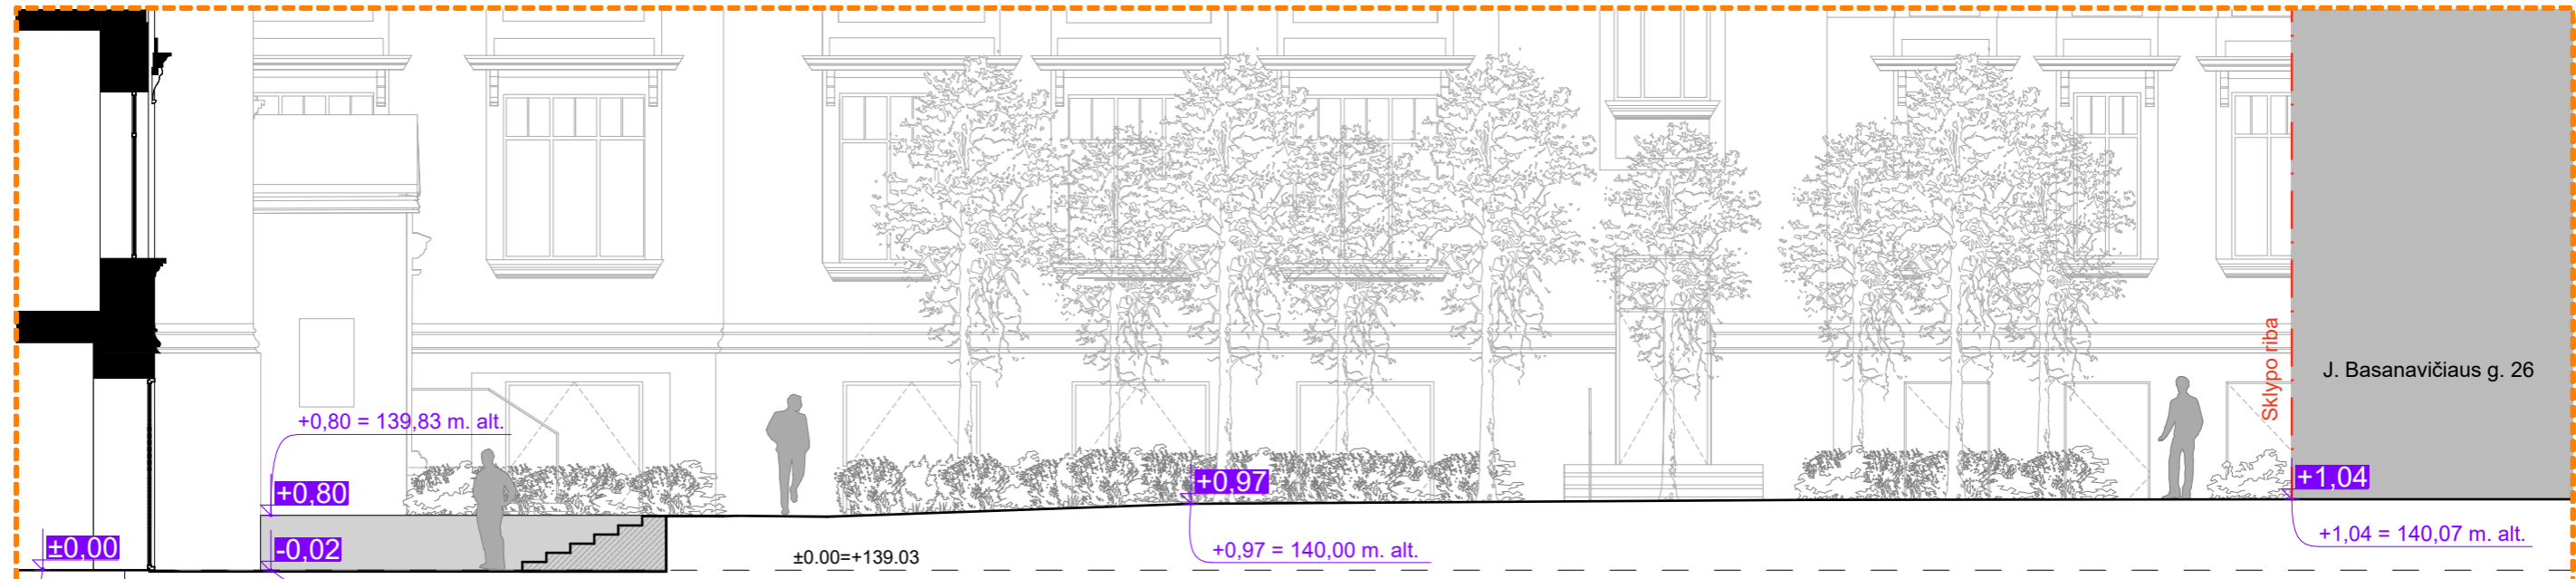 J. Basanavičiaus g. 26
Sklypo riba
+0,80 = 139,83 m. alt.
+0,97
+1,04
+0,80
+1,04 = 140,07 m. alt.
±0,00
-0,02
±0.00=+139.03
+0,97 = 140,00 m. alt.